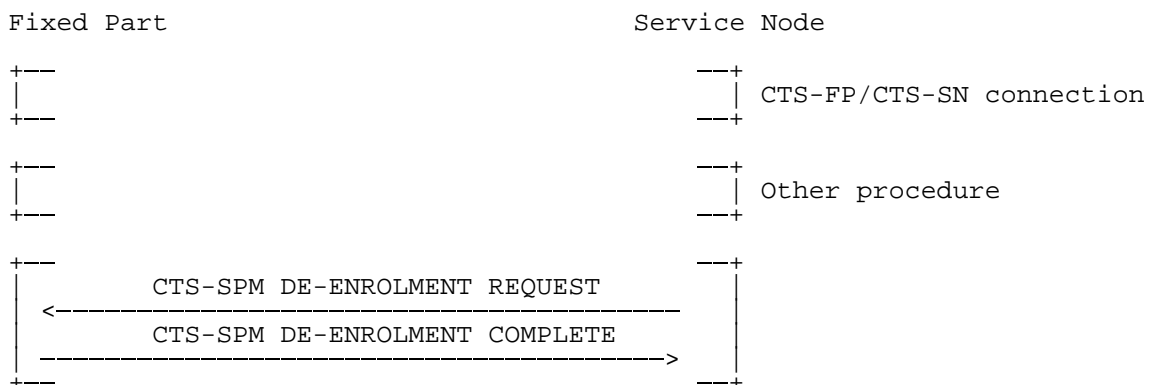 Fixed Part Service Node
CTS-FP/CTS-SN connection
Other procedure
CTS-SPM DE-ENROLMENT REQUEST
CTS-SPM DE-ENROLMENT COMPLETE